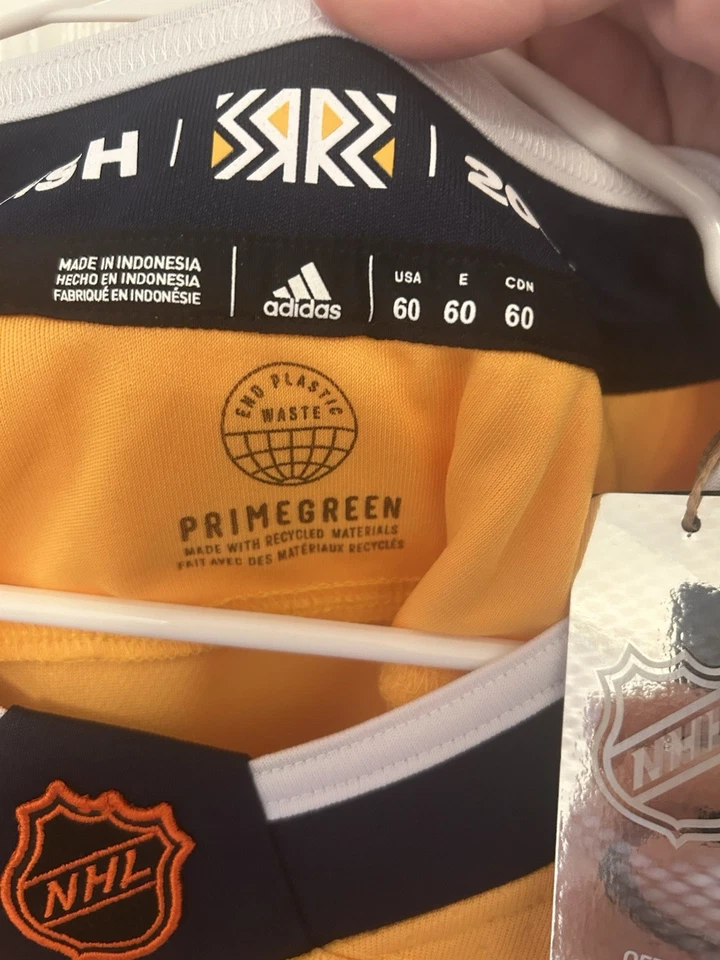 SH | RR | 20
MADE IN INDONESIA
HECHO EN INDONESIA
FABRIQUÉ EN INDONÉSIE
adidas
USA E CDN
60 60 60
END PLASTIC
WASTE
PRIMEGREEN
MADE WITH RECYCLED MATERIALS
FAIT AVEC DES MATÉRIAUX RECYCLÉS
NHL
NHL